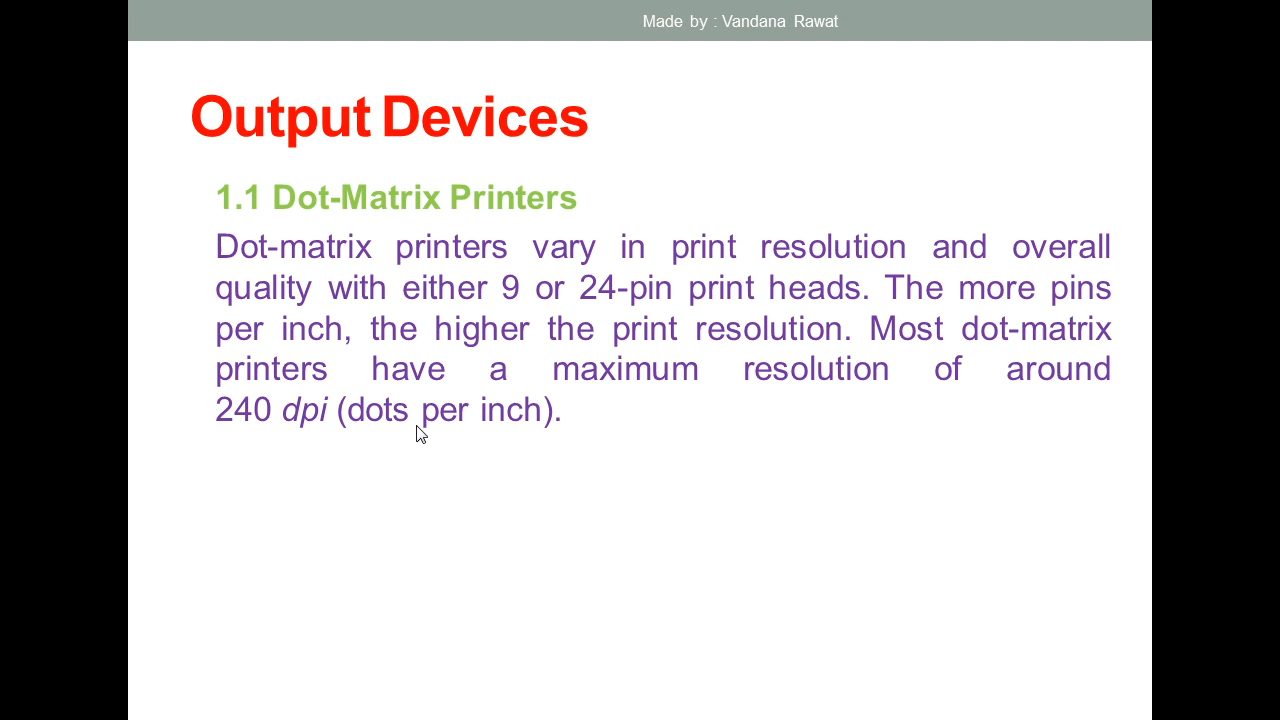 Made by : Vandana Rawat
Output Devices
1.1 Dot-Matrix Printers
Dot-matrix printers vary in print resolution and overall
quality with either 9 or 24-pin print heads. The more pins
per inch, the higher the print resolution. Most dot-matrix
printers have a maximum resolution of around
240 dpi (dots per inch).